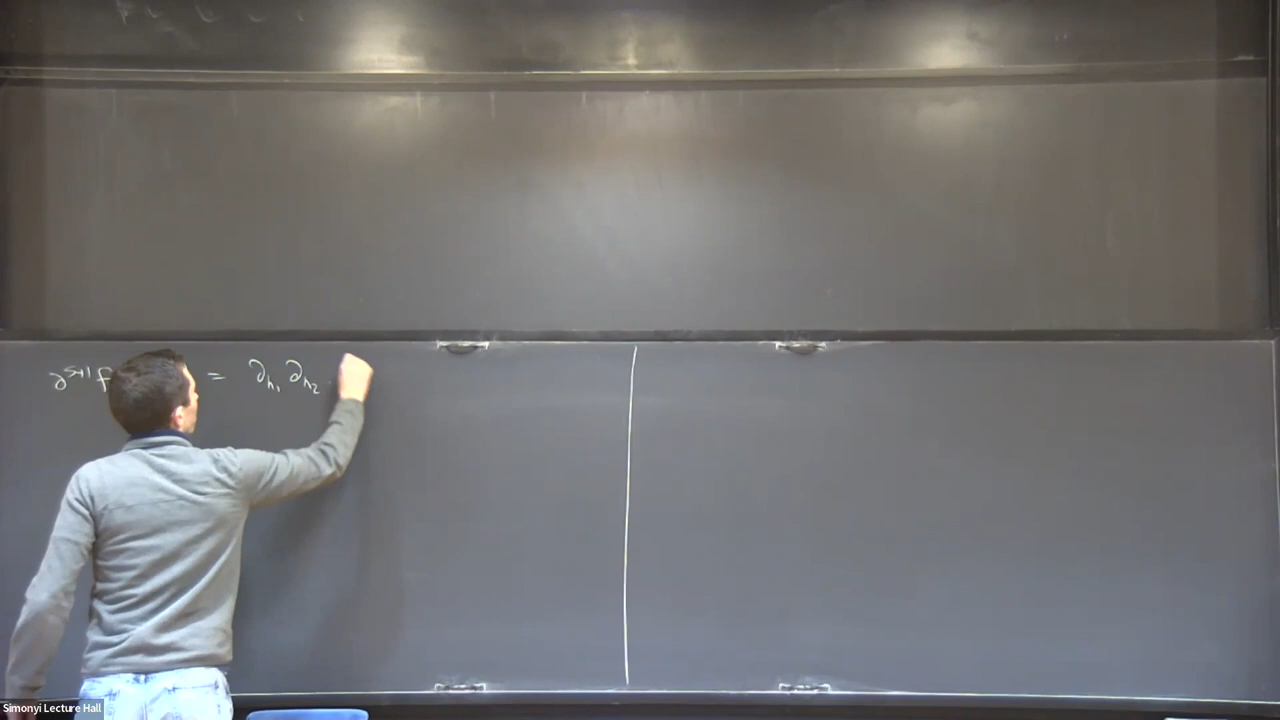 ∂^{s+1} f = ∂_{h_1} ∂_{h_2}
Simonyi Lecture Hall